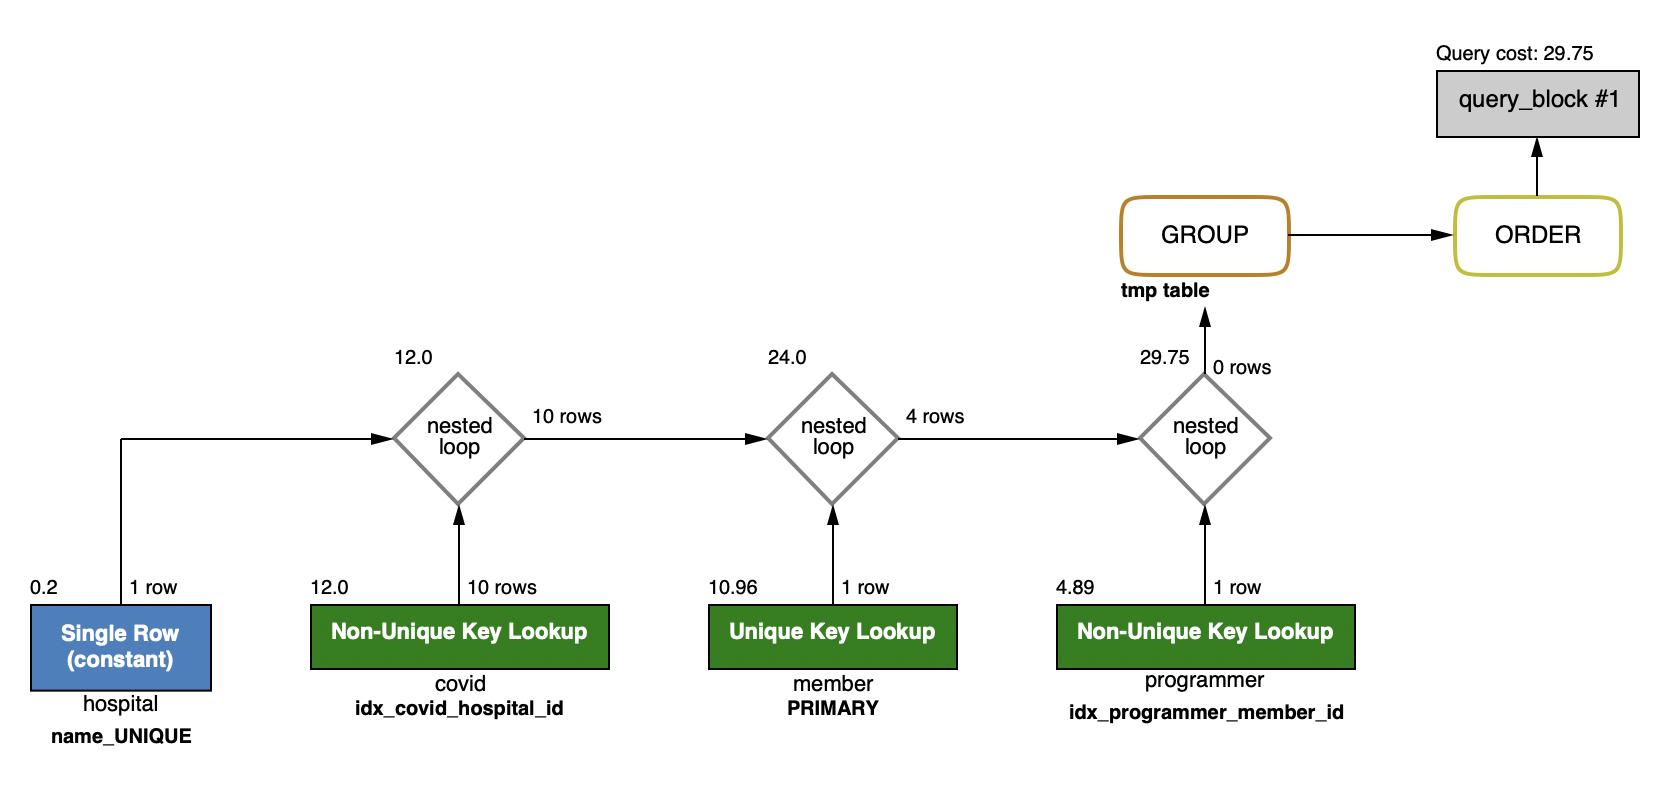 Query cost: 29.75
query_block #1
GROUP
ORDER
tmp table
12.0
24.0
29.75
0 rows
10 rows
4 rows
nested
loop
nested
loop
nested
loop
0.2
1 row
12.0
10 rows
10.96
1 row
4.89
1 row
Single Row
(constant)
Non-Unique Key Lookup
Unique Key Lookup
Non-Unique Key Lookup
hospital
name_UNIQUE
covid
idx_covid_hospital_id
member
PRIMARY
programmer
idx_programmer_member_id